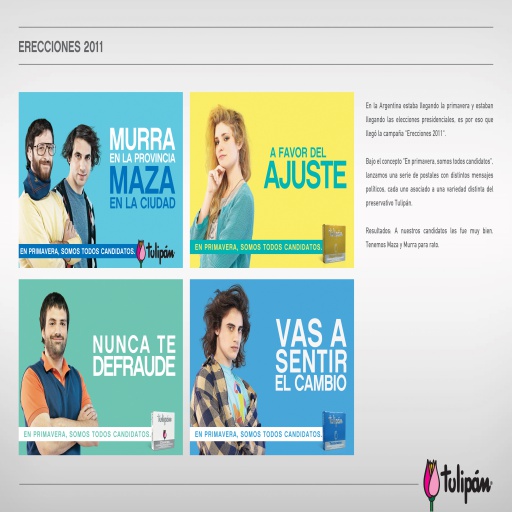 ERECCIONES 2011
MURRA
EN LA PROVINCIA
MAZA
EN LA CIUDAD
EN PRIMAVERA, SOMOS TODOS CANDIDATOS.
tulipán
A FAVOR DEL
AJUSTE
EN PRIMAVERA, SOMOS TODOS CANDIDATOS.
En la Argentina estaba llegando la primavera y estaban
llegando las elecciones presidenciales, es por eso que
llegó la campaña "Erecciones 2011".
Bajo el concepto "En primavera, somos todos candidatos",
lanzamos una serie de postales con distintos mensajes
políticos, cada uno asociado a una variedad distinta del
preservativo Tulipán.
Resultados: A nuestros candidatos les fue muy bien.
Tenemos Maza y Murra para rato.
NUNCA TE
DEFRAUDE
EN PRIMAVERA, SOMOS TODOS CANDIDATOS.
VAS A
SENTIR
EL CAMBIO
EN PRIMAVERA, SOMOS TODOS CANDIDATOS.
tulipán